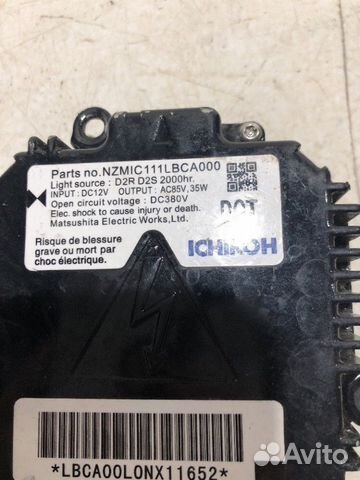 Parts no.NZMIC111LBCA000
Light source : D2R D2S 2000hr.
INPUT : DC12V OUTPUT : AC85V,35W
Open circuit voltage : DC380V
Elec. shock to cause injury or death.
Matsushita Electric Works,Ltd.
DOT
Risque de blessure
grave ou mort par
choc électrique.
ICHIKOH
*LBCA00L0NX11652*
Avito